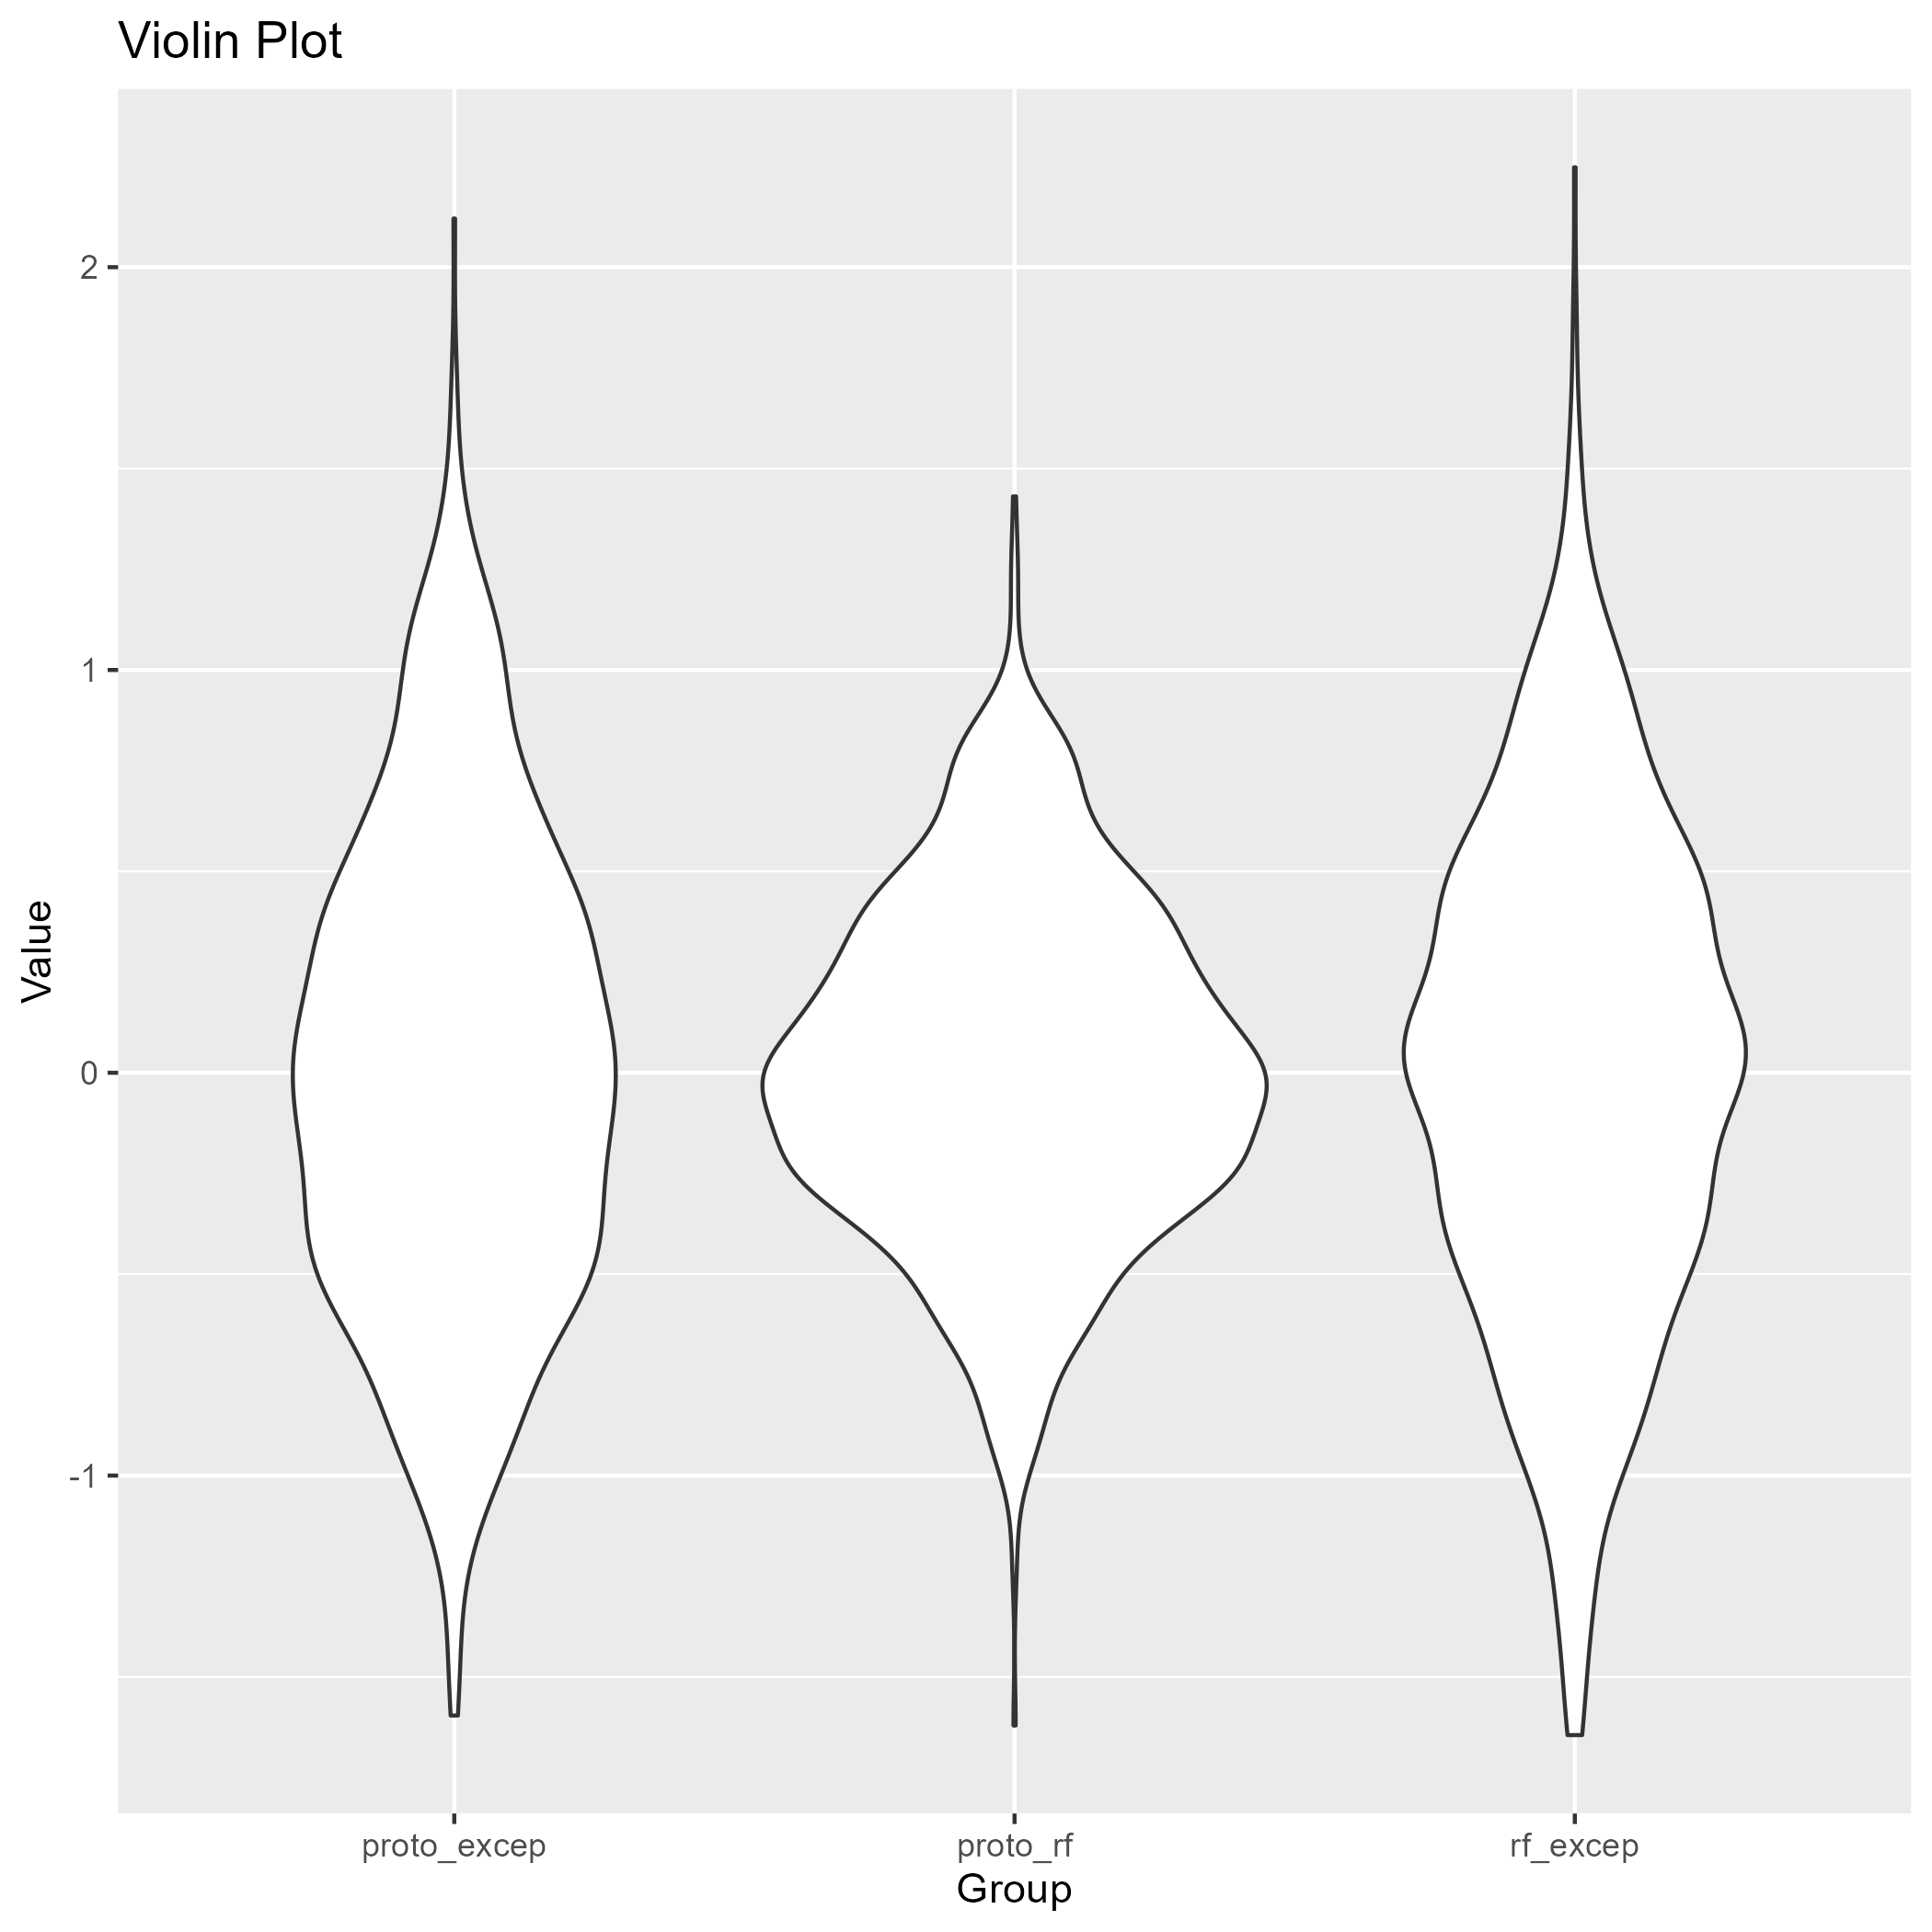 Violin Plot
Value
2
1
0
-1
proto_excep proto_rf rf_excep
Group